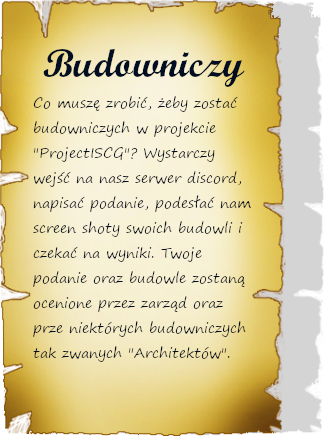 Budowniczy
Co muszę zrobić, żeby zostać
budowniczych w projekcie
"ProjectISCG"? Wystarczy
wejść na nasz serwer discord,
napisać podanie, podesłać nam
screen shoty swoich budowli i
czekać na wyniki. Twoje
podanie oraz budowle zostaną
ocenione przez zarząd oraz
prze niektórych budowniczych
tak zwanych "Architektów".